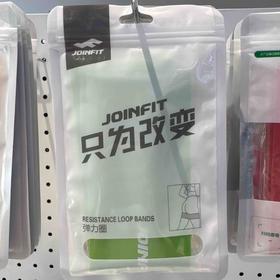 JOINFIT
JOINFIT
只为改变
RESISTANCE LOOP BANDS
弹力圈